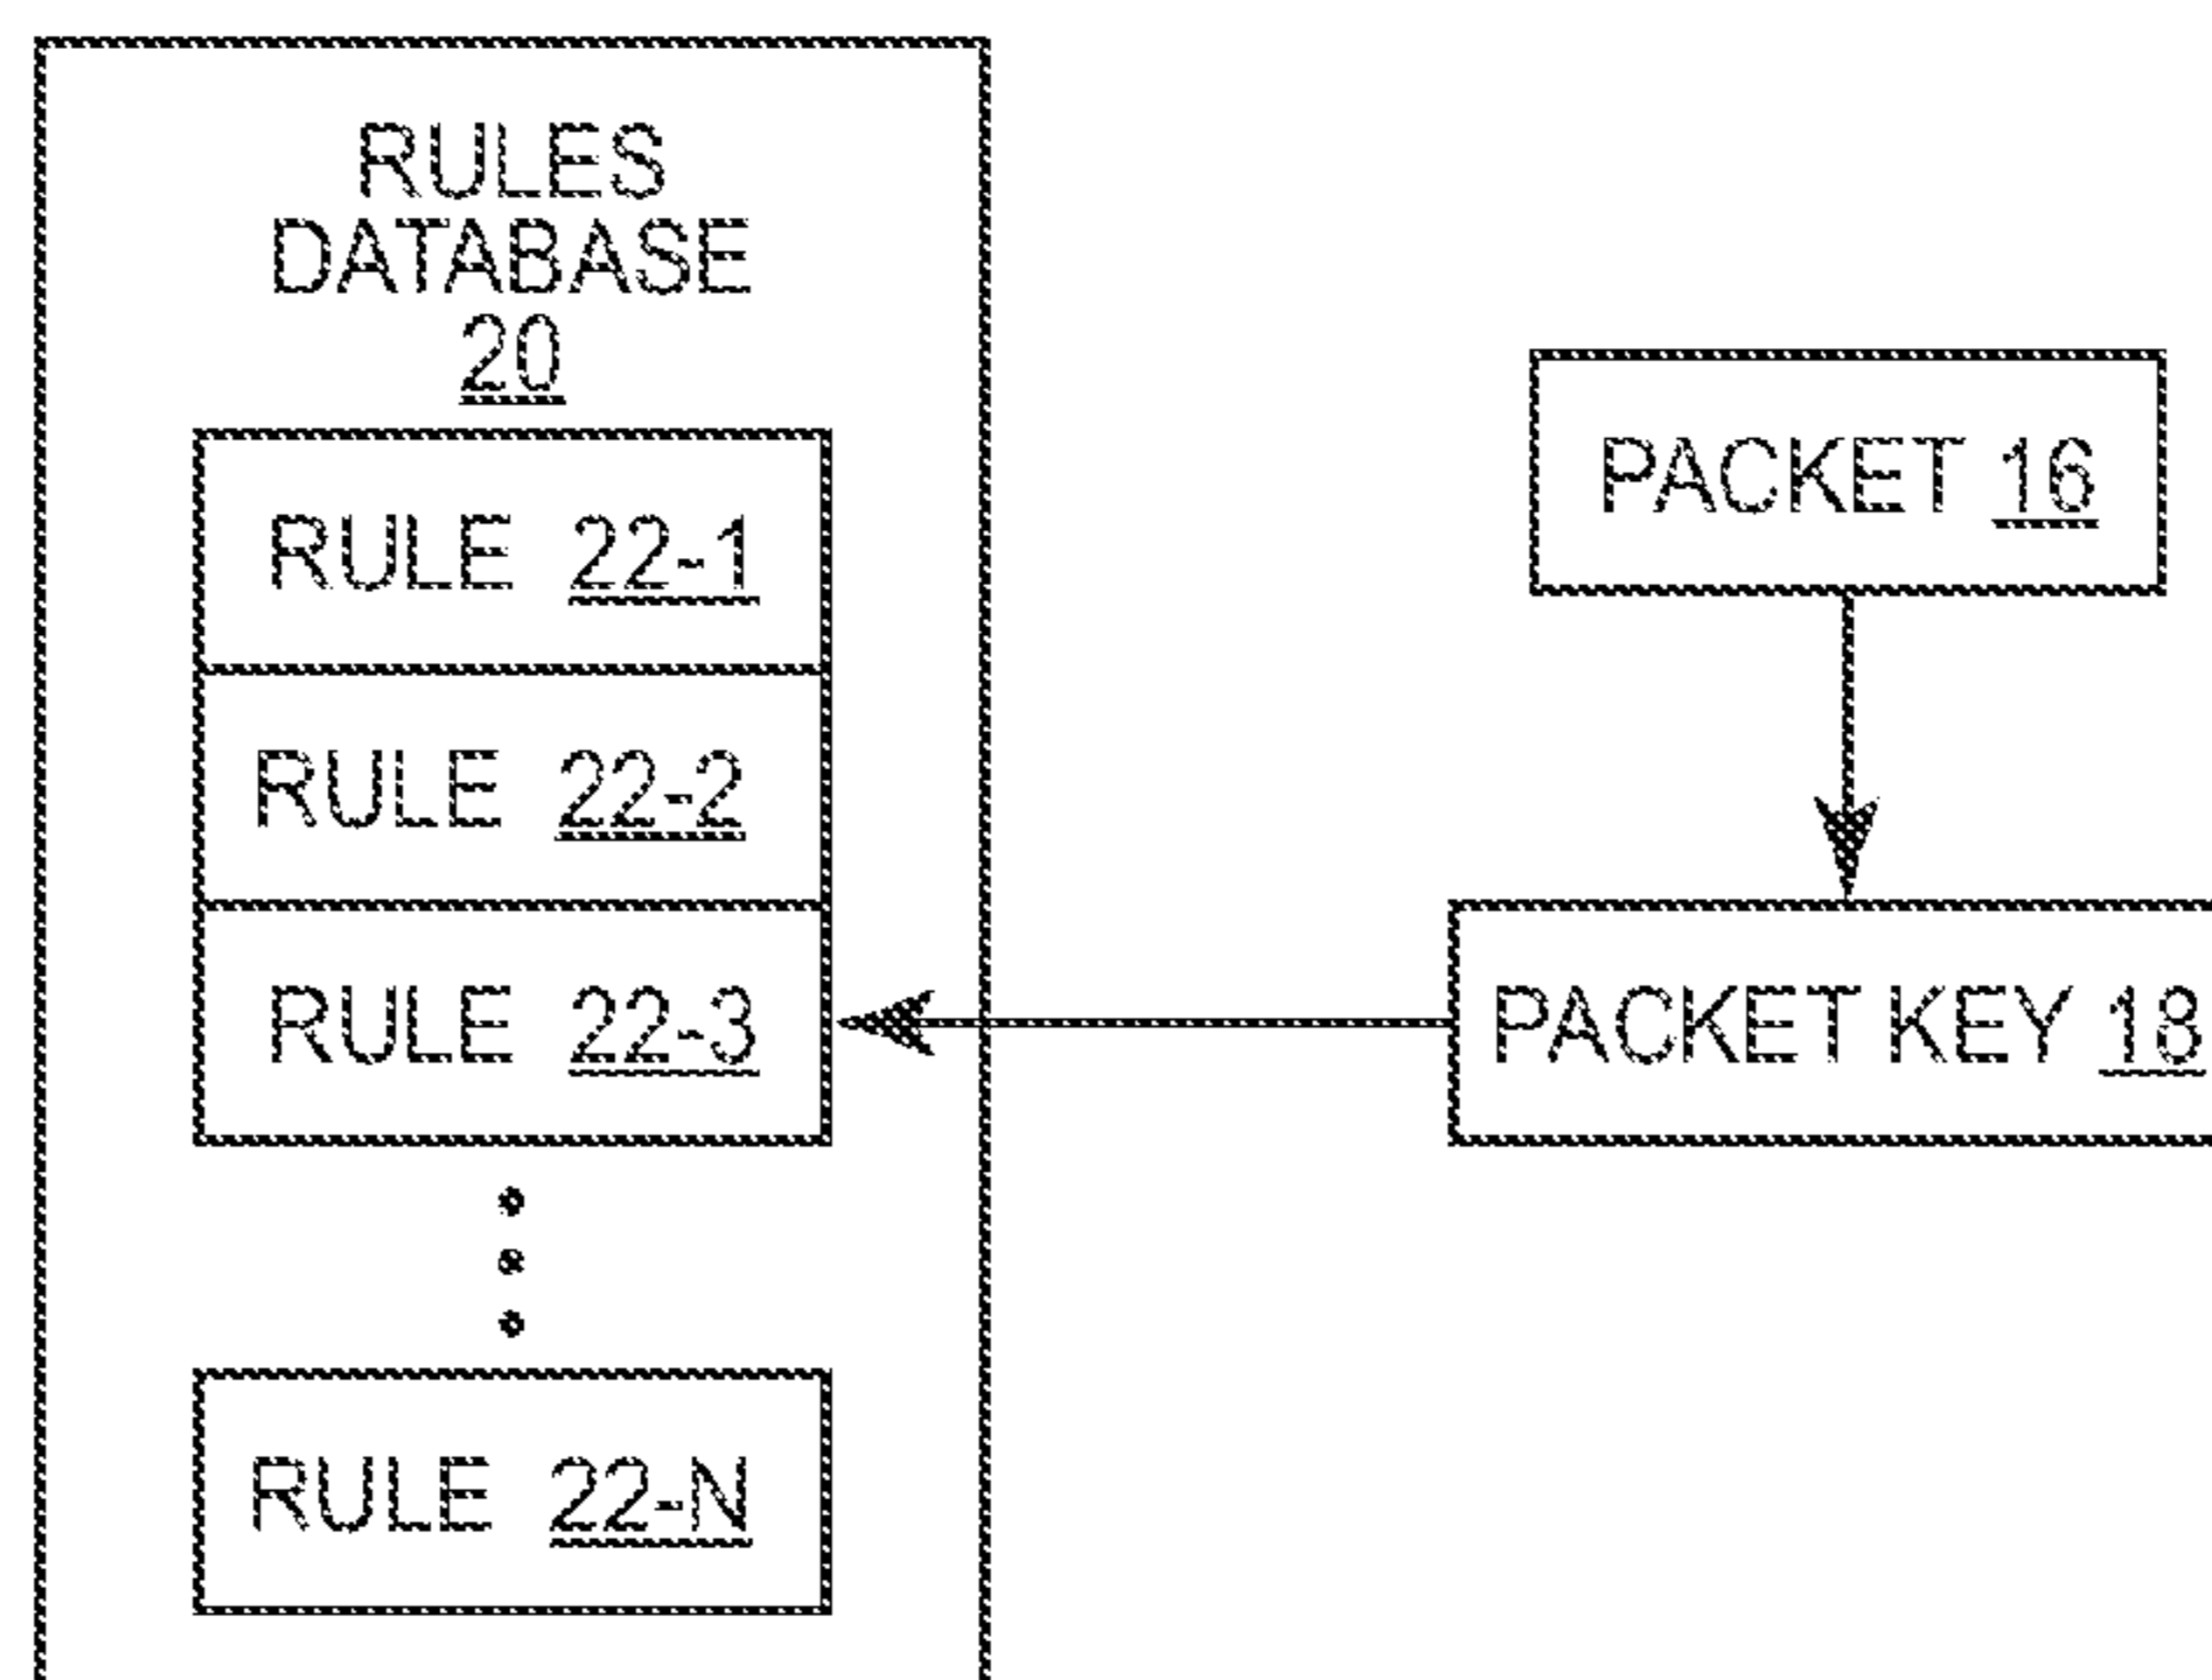 RULES
DATABASE
20
RULE 22-1
RULE 22-2
RULE 22-3
RULE 22-N
PACKET 16
PACKET KEY 18